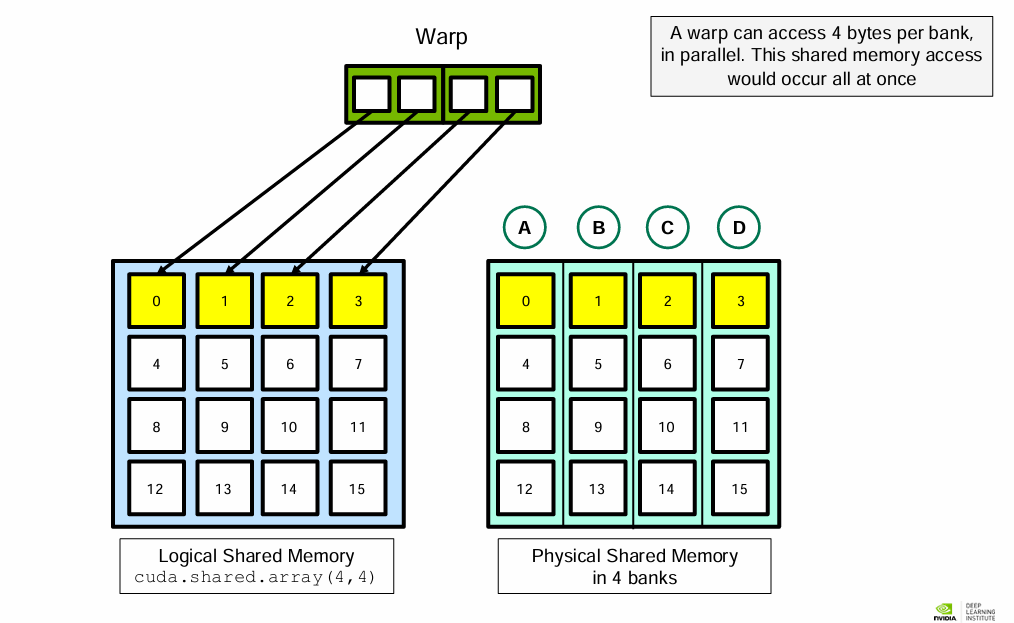 Warp
A warp can access 4 bytes per bank,
in parallel. This shared memory access
would occur all at once
A B C D
0 1 2 3
4 5 6 7
8 9 10 11
12 13 14 15
0 1 2 3
4 5 6 7
8 9 10 11
12 13 14 15
Logical Shared Memory
cuda.shared.array(4,4)
Physical Shared Memory
in 4 banks
NVIDIA
DEEP
LEARNING
INSTITUTE